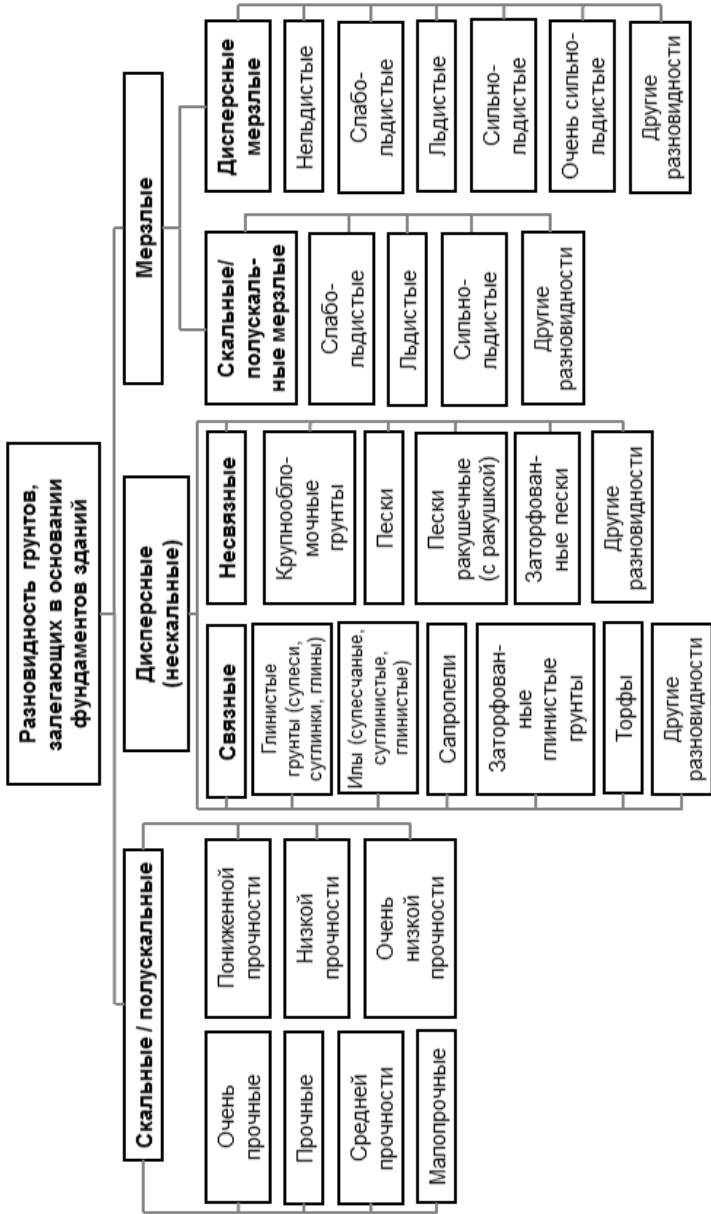 Разновидность грунтов,
залегающих в основании
фундаментов зданий
Скальные / полускальные
Очень
прочные
Прочные
Средней
прочности
Малопрочные
Пониженной
прочности
Низкой
прочности
Очень
низкой
прочности
Дисперсные
(нескальные)
Связные
Глинистые
грунты (супеси,
суглинки, глины)
Илы (супесчаные,
суглинистые,
глинистые)
Сапропели
Заторфован-
ные
глинистые
грунты
Торфы
Другие
разновидности
Несвязные
Крупнообло-
мочные
грунты
Пески
Пески
ракушечные
(с ракушкой)
Заторфован-
ные пески
Другие
разновидности
Мерзлые
Скальные/
полускаль-
ные мерзлые
Слабо-
льдистые
Льдистые
Сильно-
льдистые
Другие
разновидности
Дисперсные
мерзлые
Нельдистые
Слабо-
льдистые
Льдистые
Сильно-
льдистые
Очень сильно-
льдистые
Другие
разновидности